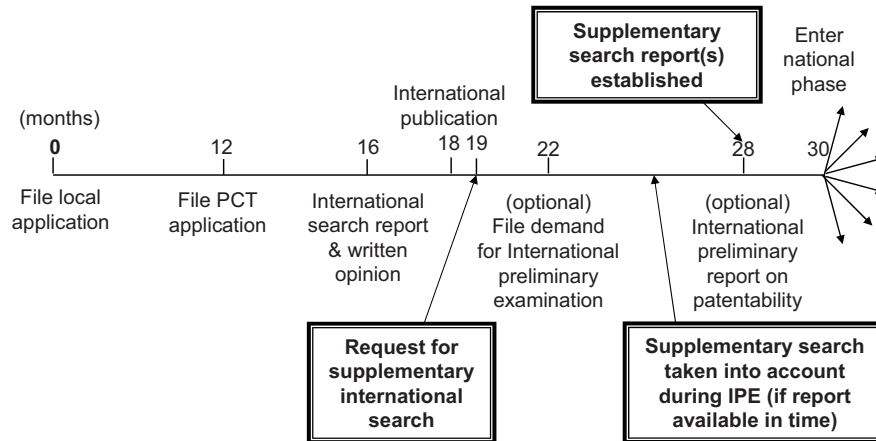 Supplementary
search report(s)
established
Enter
national
phase
International
publication
(months)
0
12
16
18
19
22
28
30
File local
application
File PCT
application
International
search report
& written
opinion
(optional)
File demand
for International
preliminary
examination
(optional)
International
preliminary
report on
patentability
Request for
supplementary
international
search
Supplementary search
taken into account
during IPE (if report
available in time)